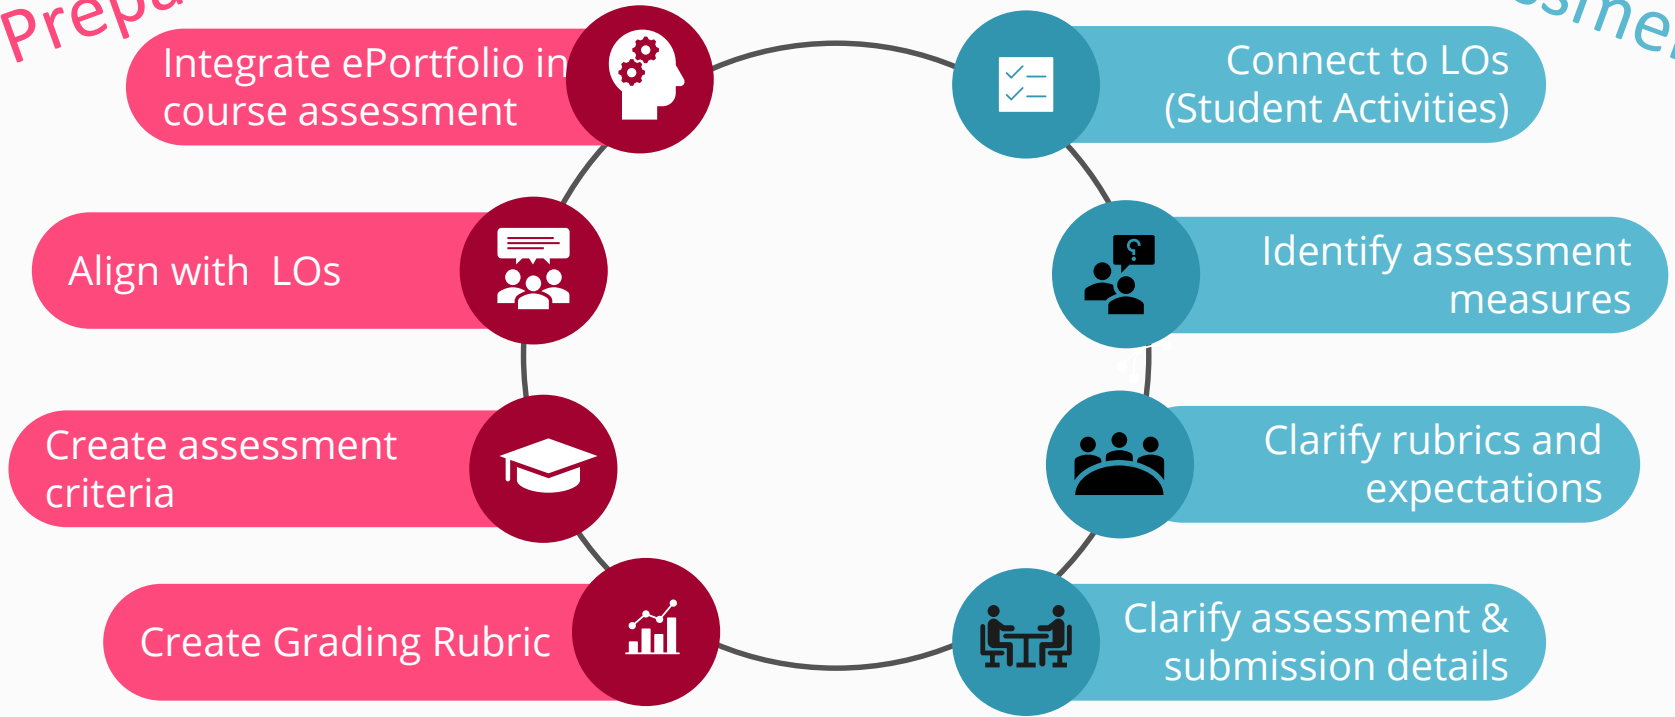 Integrate ePortfolio in
course assessment
Align with LOs
Create assessment
criteria
Create Grading Rubric
Connect to LOs
(Student Activities)
Identify assessment
measures
Clarify rubrics and
expectations
Clarify assessment &
submission details